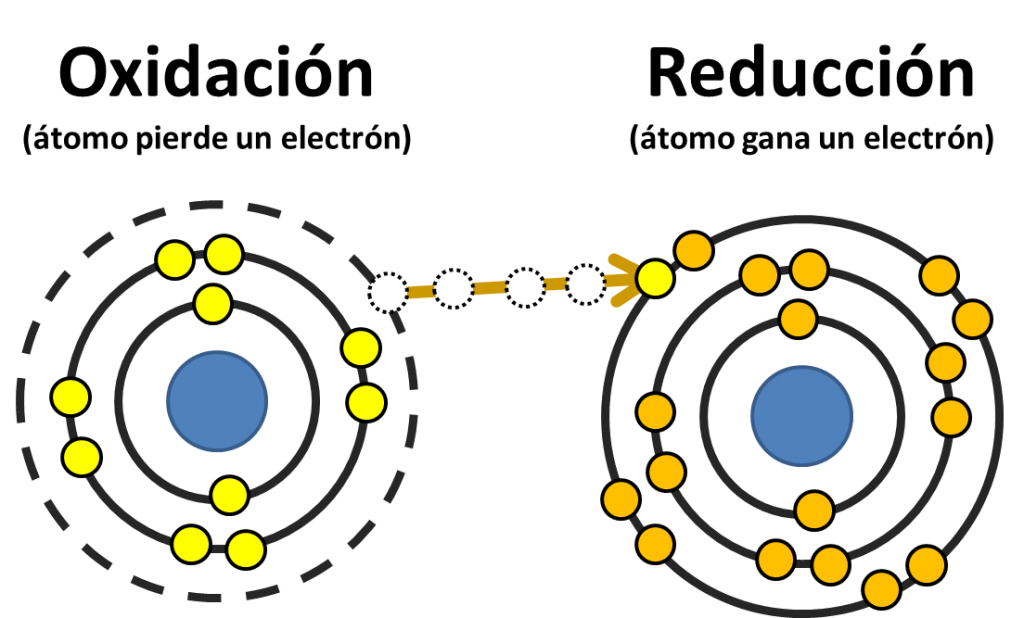 Oxidación
(átomo pierde un electrón)
Reducción
(átomo gana un electrón)